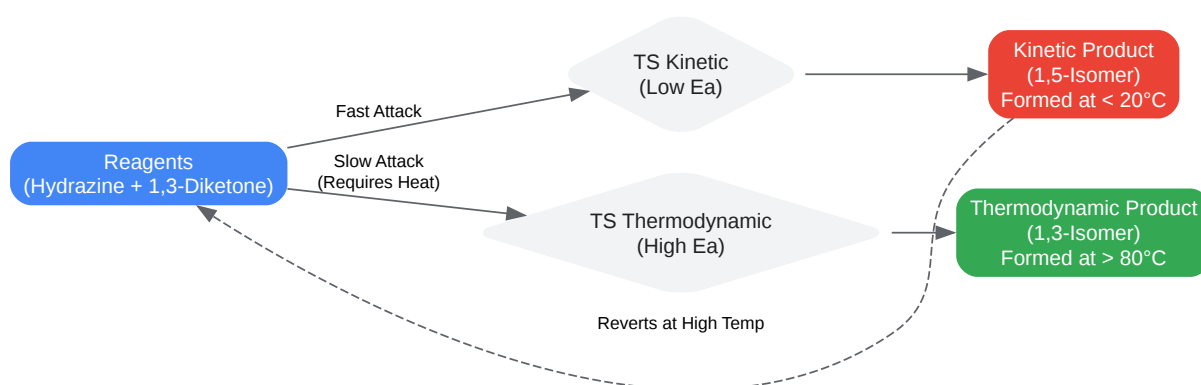 TS Kinetic
(Low Ea)
Kinetic Product
(1,5-Isomer)
Formed at < 20°C
Fast Attack
Reagents
(Hydrazine + 1,3-Diketone)
Slow Attack
(Requires Heat)
TS Thermodynamic
(High Ea)
Thermodynamic Product
(1,3-Isomer)
Formed at > 80°C
Reverts at High Temp